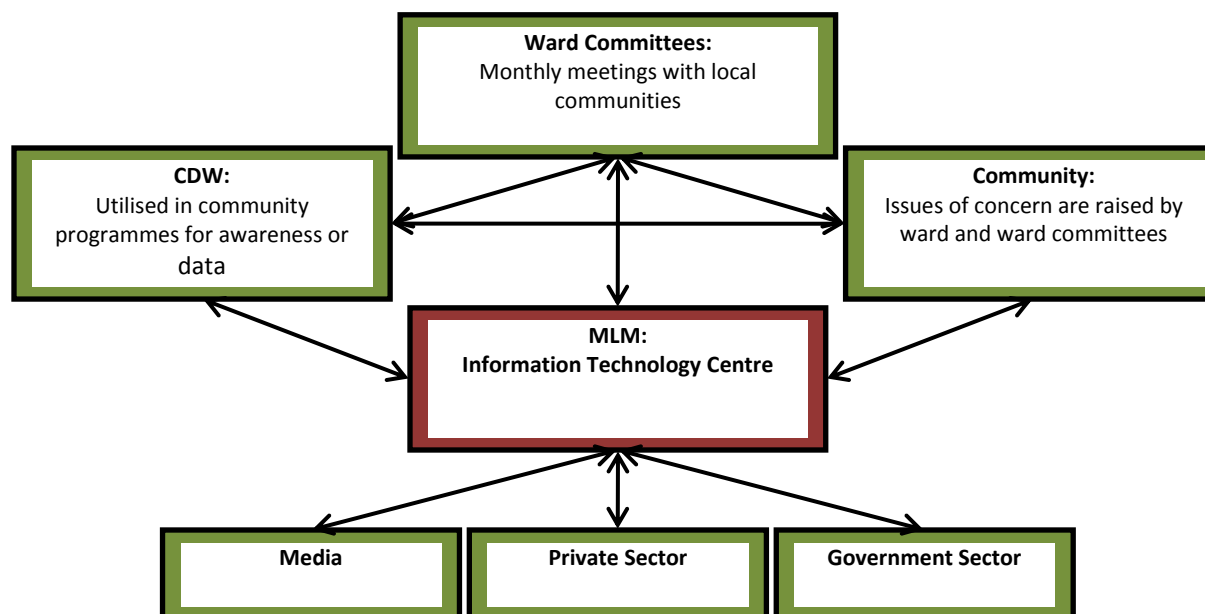 Ward Committees:
Monthly meetings with local
communities
CDW:
Utilised in community
programmes for awareness or
data
Community:
Issues of concern are raised by
ward and ward committees
MLM:
Information Technology Centre
Media
Private Sector
Government Sector